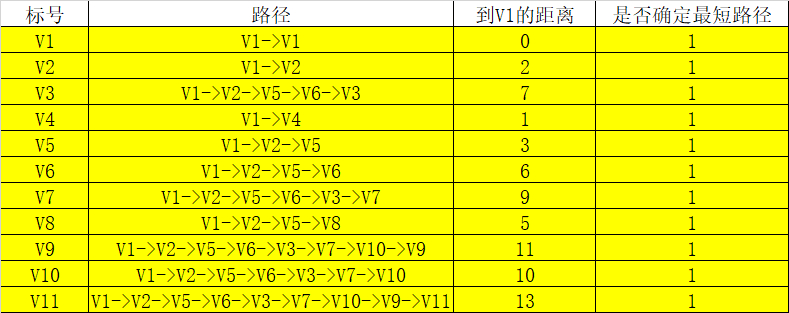 标号 路径 到V1的距离 是否确定最短路径
V1 V1->V1 0 1
V2 V1->V2 2 1
V3 V1->V2->V5->V6->V3 7 1
V4 V1->V4 1 1
V5 V1->V2->V5 3 1
V6 V1->V2->V5->V6 6 1
V7 V1->V2->V5->V6->V3->V7 9 1
V8 V1->V2->V5->V8 5 1
V9 V1->V2->V5->V6->V3->V7->V10->V9 11 1
V10 V1->V2->V5->V6->V3->V7->V10 10 1
V11 V1->V2->V5->V6->V3->V7->V10->V9->V11 13 1